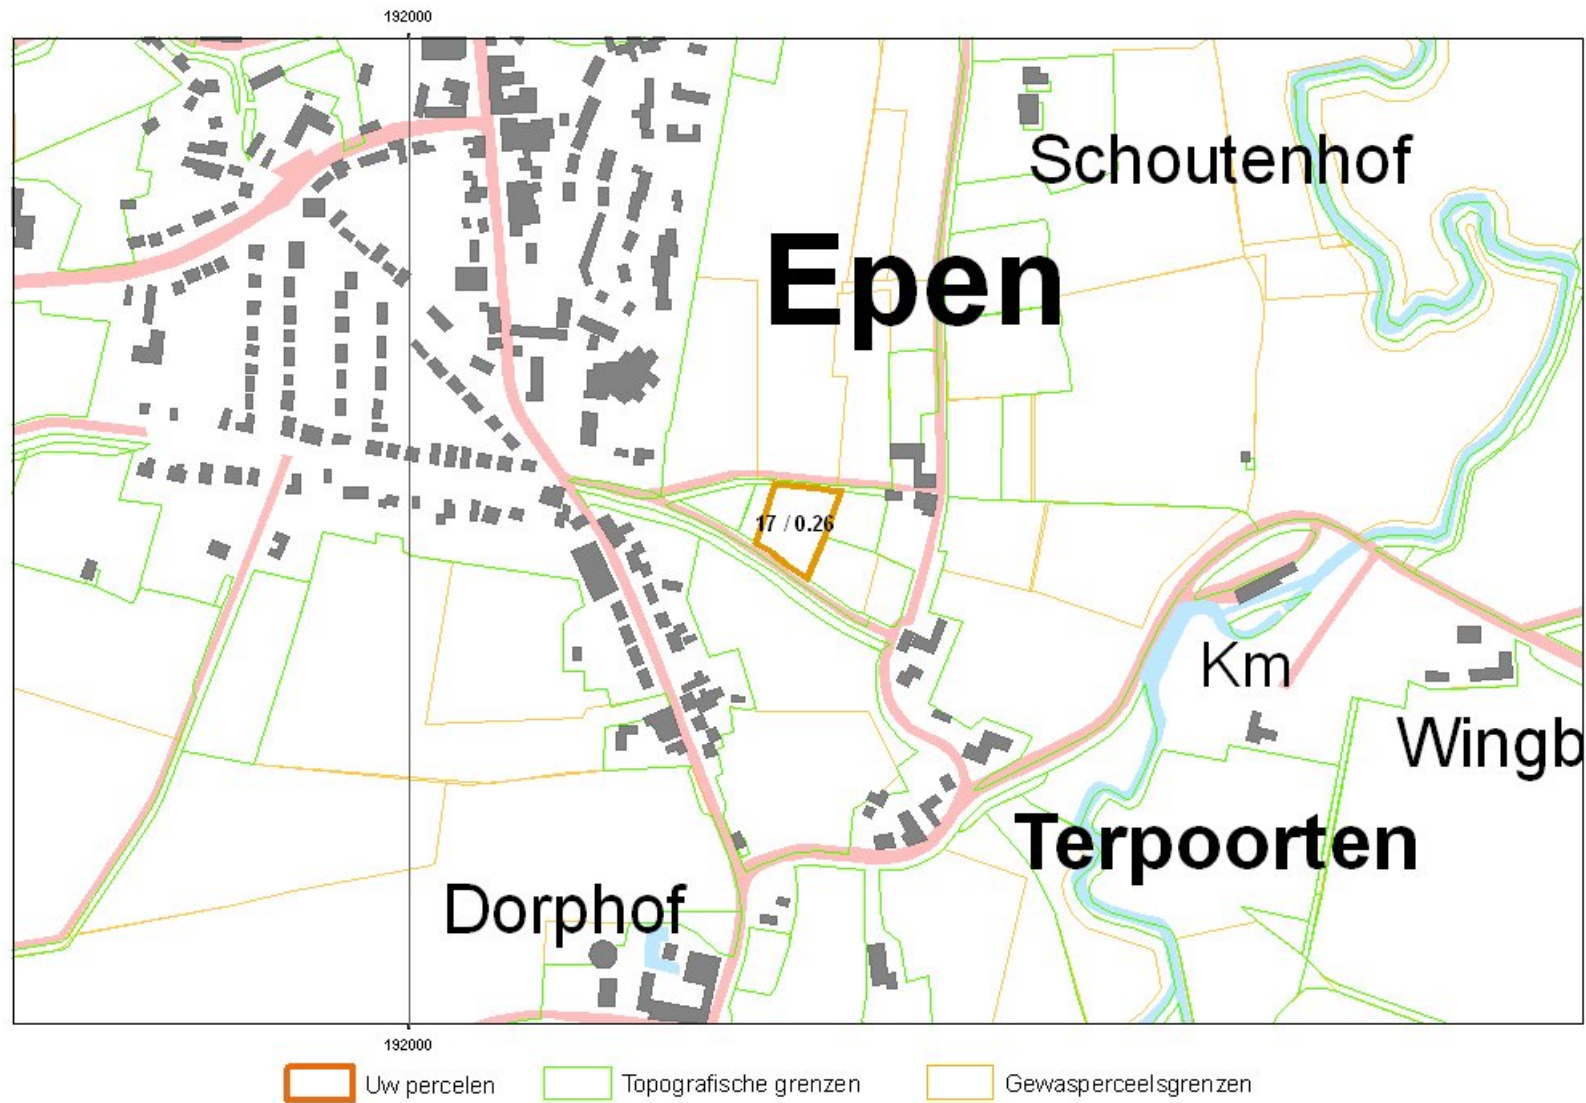 192000
Schoutenhof
Epen
17 / 0.26
Km
Wingb
Terpoorten
Dorphof
192000
Uw percelen
Topografische grenzen
Gewasperceelsgrenzen